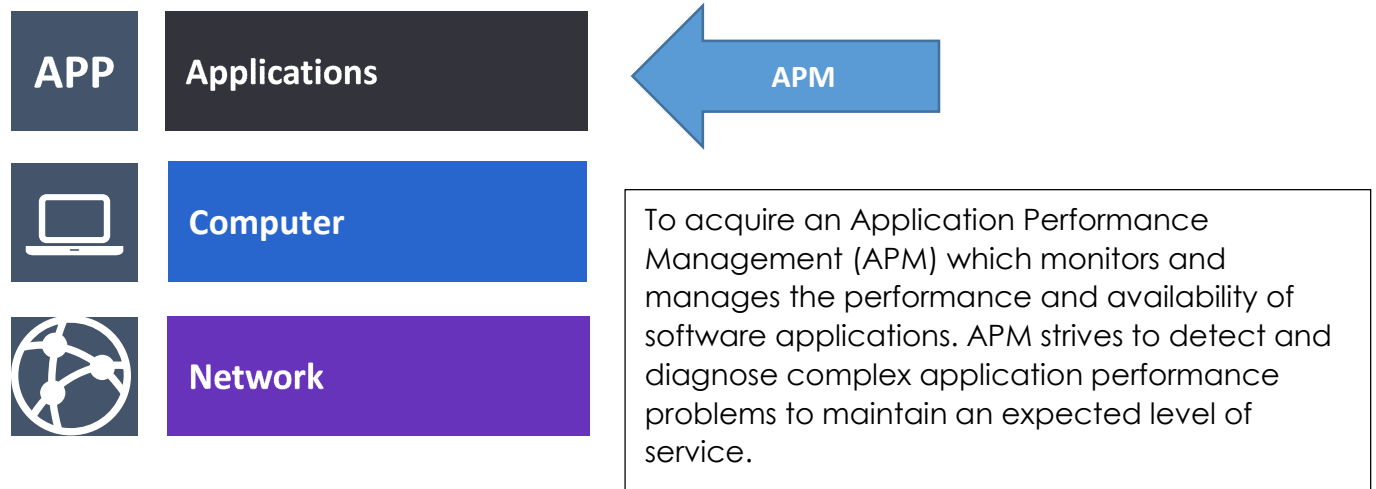 APP
Applications
APM
Computer
Network
To acquire an Application Performance
Management (APM) which monitors and
manages the performance and availability of
software applications. APM strives to detect and
diagnose complex application performance
problems to maintain an expected level of
service.